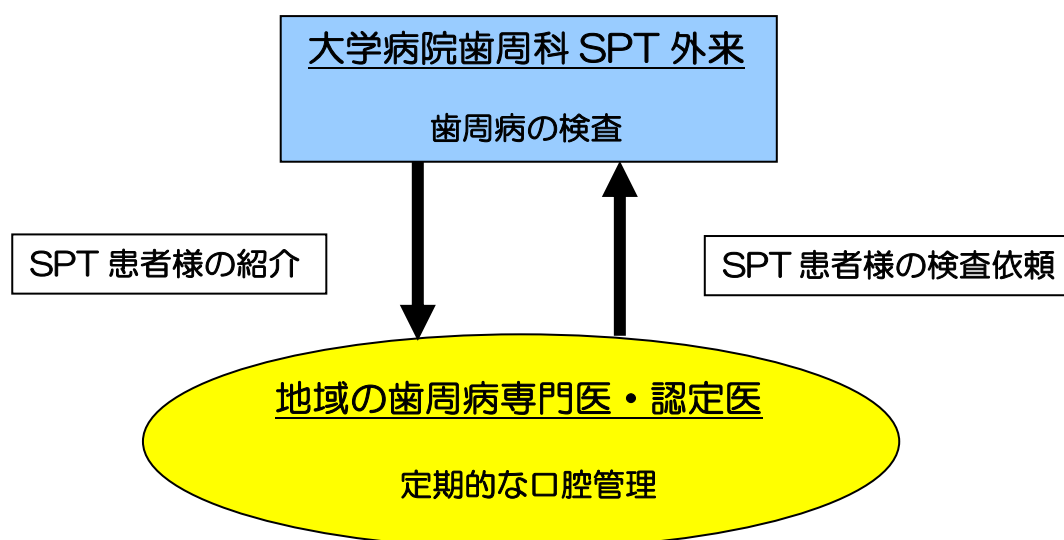 大学病院歯周科 SPT 外来
歯周病の検査
SPT 患者様の紹介
SPT 患者様の検査依頼
地域の歯周病専門医・認定医
定期的な口腔管理